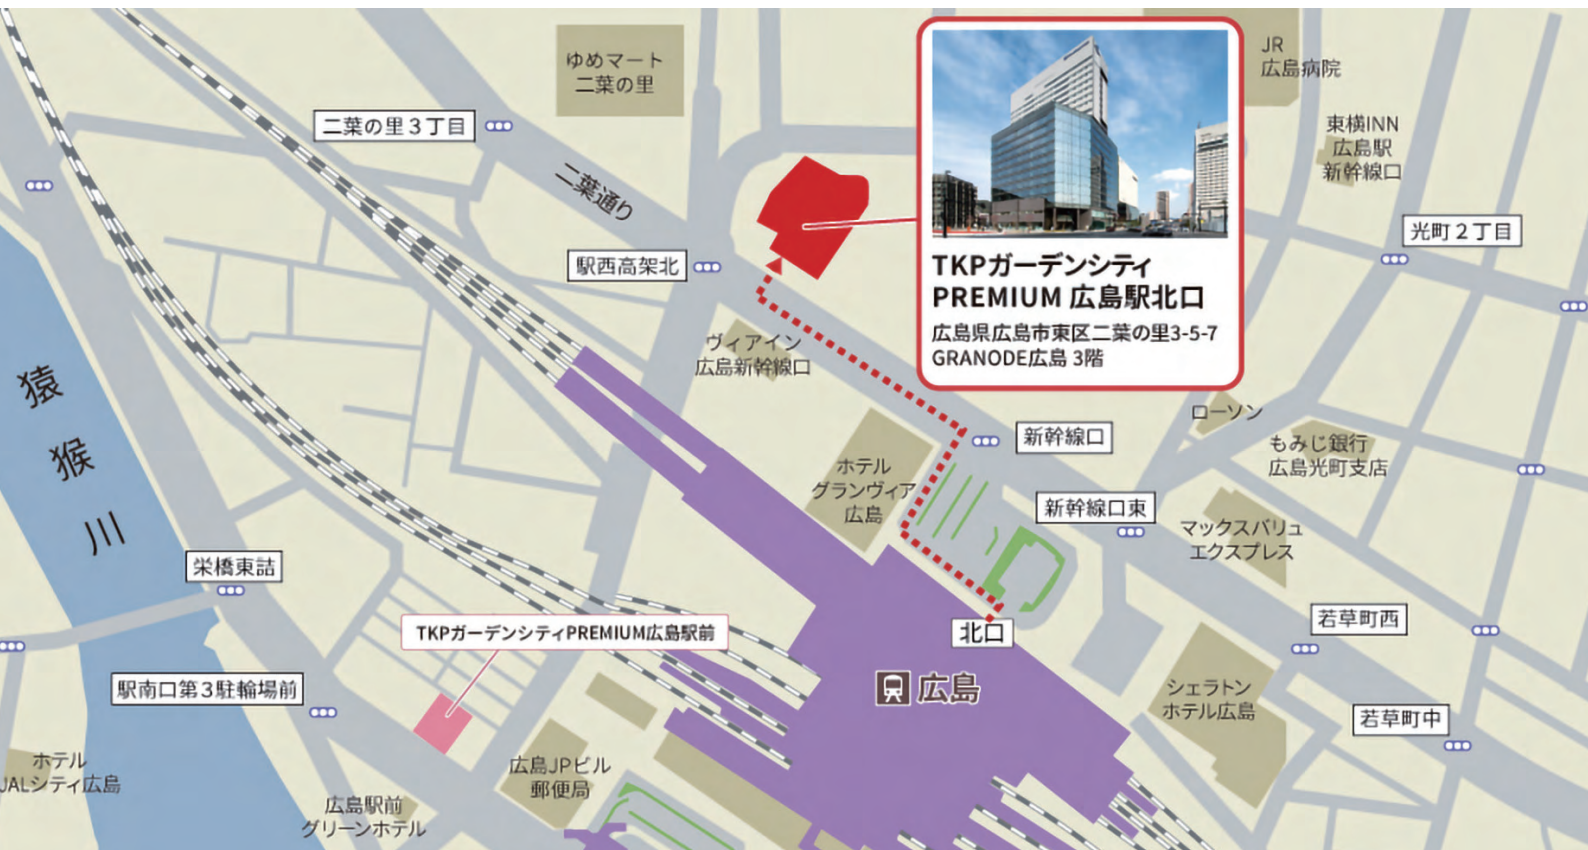 ゆめマート
二葉の里
JR
広島病院
二葉の里3丁目
東横INN
広島駅
新幹線口
二葉通り
光町2丁目
駅西高架北
TKPガーデンシティ
PREMIUM 広島駅北口
広島県広島市東区二葉の里3-5-7
GRANODE広島 3階
ヴィアイン
広島新幹線口
猿猴川
ローソン
新幹線口
もみじ銀行
広島光町支店
ホテル
グランヴィア
広島
新幹線口東
マックスバリュ
エクスプレス
栄橋東詰
TKPガーデンシティPREMIUM広島駅前
北口
若草町西
駅南口第3駐輪場前
広島
シェラトン
ホテル広島
若草町中
ホテル
JALシティ広島
広島JPビル
郵便局
広島駅前
グリーンホテル